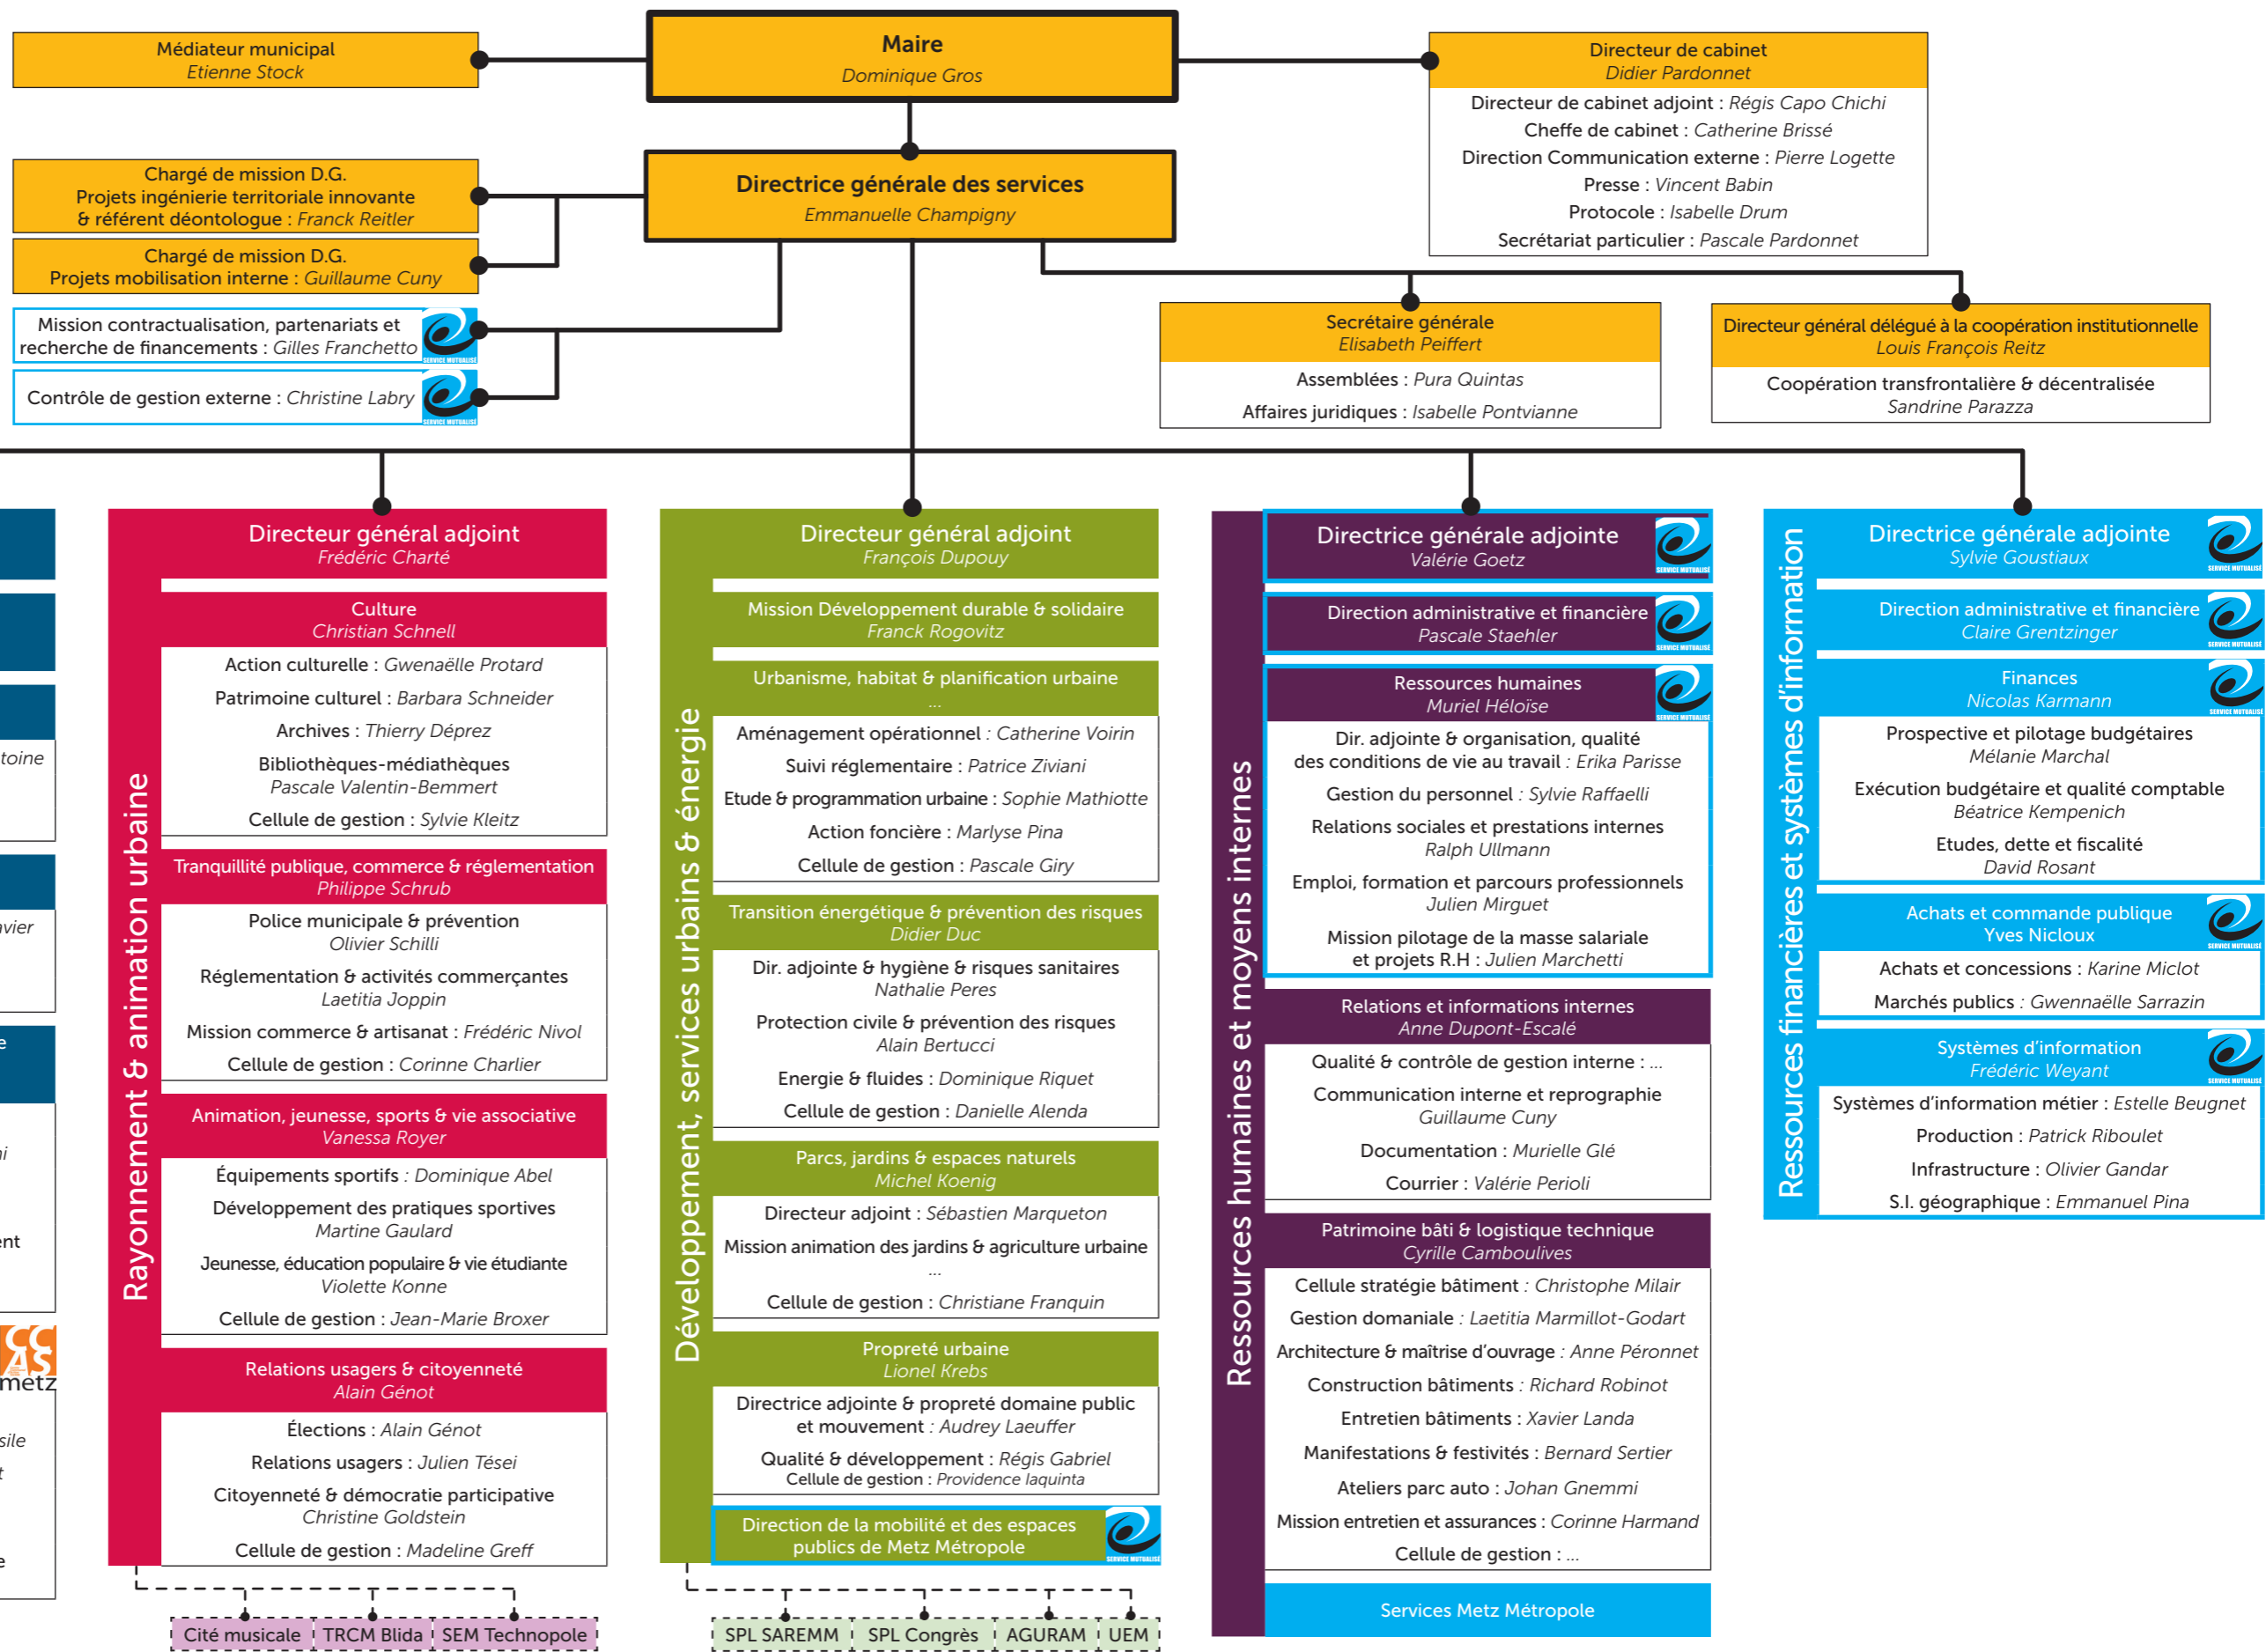 Médiateur municipal
Etienne Stock
Maire
Dominique Gros
Directeur de cabinet
Didier Pardonnet
Directeur de cabinet adjoint : Régis Capo Chichi
Cheffe de cabinet : Catherine Brissé
Direction Communication externe : Pierre Logette
Presse : Vincent Babin
Protocole : Isabelle Drum
Secrétariat particulier : Pascale Pardonnet
Directrice générale des services
Emmanuelle Champigny
Chargé de mission D.G.
Projets ingénierie territoriale innovante
& référent déontologue : Franck Reitler
Chargé de mission D.G.
Projets mobilisation interne : Guillaume Cuny
Mission contractualisation, partenariats et
recherche de financements : Gilles Franchetto
SERVICE MUTUALISÉ
Contrôle de gestion externe : Christine Labry
SERVICE MUTUALISÉ
Secrétaire générale
Elisabeth Peiffert
Assemblées : Pura Quintas
Affaires juridiques : Isabelle Pontvianne
Directeur général délégué à la coopération institutionnelle
Louis François Reitz
Coopération transfrontalière & décentralisée
Sandrine Parazza
toine
avier
e
ni
ent
CCAS
metz
sile
t
e
Rayonnement & animation urbaine
Directeur général adjoint
Frédéric Charté
Culture
Christian Schnell
Action culturelle : Gwenaëlle Protard
Patrimoine culturel : Barbara Schneider
Archives : Thierry Déprez
Bibliothèques-médiathèques
Pascale Valentin-Bemmert
Cellule de gestion : Sylvie Kleitz
Tranquillité publique, commerce & réglementation
Philippe Schrub
Police municipale & prévention
Olivier Schilli
Réglementation & activités commerçantes
Laetitia Joppin
Mission commerce & artisanat : Frédéric Nivol
Cellule de gestion : Corinne Charlier
Animation, jeunesse, sports & vie associative
Vanessa Royer
Équipements sportifs : Dominique Abel
Développement des pratiques sportives
Martine Gaulard
Jeunesse, éducation populaire & vie étudiante
Violette Konne
Cellule de gestion : Jean-Marie Broxer
Relations usagers & citoyenneté
Alain Génot
Élections : Alain Génot
Relations usagers : Julien Tései
Citoyenneté & démocratie participative
Christine Goldstein
Cellule de gestion : Madeline Greff
Cité musicale
TRCM Blida
SEM Technopole
Développement, services urbains & énergie
Directeur général adjoint
François Dupouy
Mission Développement durable & solidaire
Franck Rogovitz
Urbanisme, habitat & planification urbaine
...
Aménagement opérationnel : Catherine Voirin
Suivi réglementaire : Patrice Ziviani
Etude & programmation urbaine : Sophie Mathiotte
Action foncière : Marlyse Pina
Cellule de gestion : Pascale Giry
Transition énergétique & prévention des risques
Didier Duc
Dir. adjointe & hygiène & risques sanitaires
Nathalie Peres
Protection civile & prévention des risques
Alain Bertucci
Energie & fluides : Dominique Riquet
Cellule de gestion : Danielle Alenda
Parcs, jardins & espaces naturels
Michel Koenig
Directeur adjoint : Sébastien Marqueton
Mission animation des jardins & agriculture urbaine
...
Cellule de gestion : Christiane Franquin
Propreté urbaine
Lionel Krebs
Directrice adjointe & propreté domaine public
et mouvement : Audrey Laeuffer
Qualité & développement : Régis Gabriel
Cellule de gestion : Providence Iaquinta
Direction de la mobilité et des espaces
publics de Metz Métropole
SERVICE MUTUALISÉ
SPL SAREMM
SPL Congrès
AGURAM
UEM
Ressources humaines et moyens internes
Directrice générale adjointe
Valérie Goetz
SERVICE MUTUALISÉ
Direction administrative et financière
Pascale Staehler
SERVICE MUTUALISÉ
Ressources humaines
Muriel Héloïse
SERVICE MUTUALISÉ
Dir. adjointe & organisation, qualité
des conditions de vie au travail : Erika Parisse
Gestion du personnel : Sylvie Raffaelli
Relations sociales et prestations internes
Ralph Ullmann
Emploi, formation et parcours professionnels
Julien Mirguet
Mission pilotage de la masse salariale
et projets R.H : Julien Marchetti
Relations et informations internes
Anne Dupont-Escalé
Qualité & contrôle de gestion interne : ...
Communication interne et reprographie
Guillaume Cuny
Documentation : Murielle Glé
Courrier : Valérie Perioli
Patrimoine bâti & logistique technique
Cyrille Camboulives
Cellule stratégie bâtiment : Christophe Milair
Gestion domaniale : Laetitia Marmillot-Godart
Architecture & maîtrise d'ouvrage : Anne Péronnet
Construction bâtiments : Richard Robinot
Entretien bâtiments : Xavier Landa
Manifestations & festivités : Bernard Sertier
Ateliers parc auto : Johan Gnemmi
Mission entretien et assurances : Corinne Harmand
Cellule de gestion : ...
Services Metz Métropole
Ressources financières et systèmes d'information
Directrice générale adjointe
Sylvie Goustiaux
SERVICE MUTUALISÉ
Direction administrative et financière
Claire Grentzinger
SERVICE MUTUALISÉ
Finances
Nicolas Karmann
SERVICE MUTUALISÉ
Prospective et pilotage budgétaires
Mélanie Marchal
Exécution budgétaire et qualité comptable
Béatrice Kempenich
Etudes, dette et fiscalité
David Rosant
Achats et commande publique
Yves Nicloux
SERVICE MUTUALISÉ
Achats et concessions : Karine Miclot
Marchés publics : Gwennaëlle Sarrazin
Systèmes d'information
Frédéric Weyant
SERVICE MUTUALISÉ
Systèmes d'information métier : Estelle Beugnet
Production : Patrick Riboulet
Infrastructure : Olivier Gandar
S.I. géographique : Emmanuel Pina